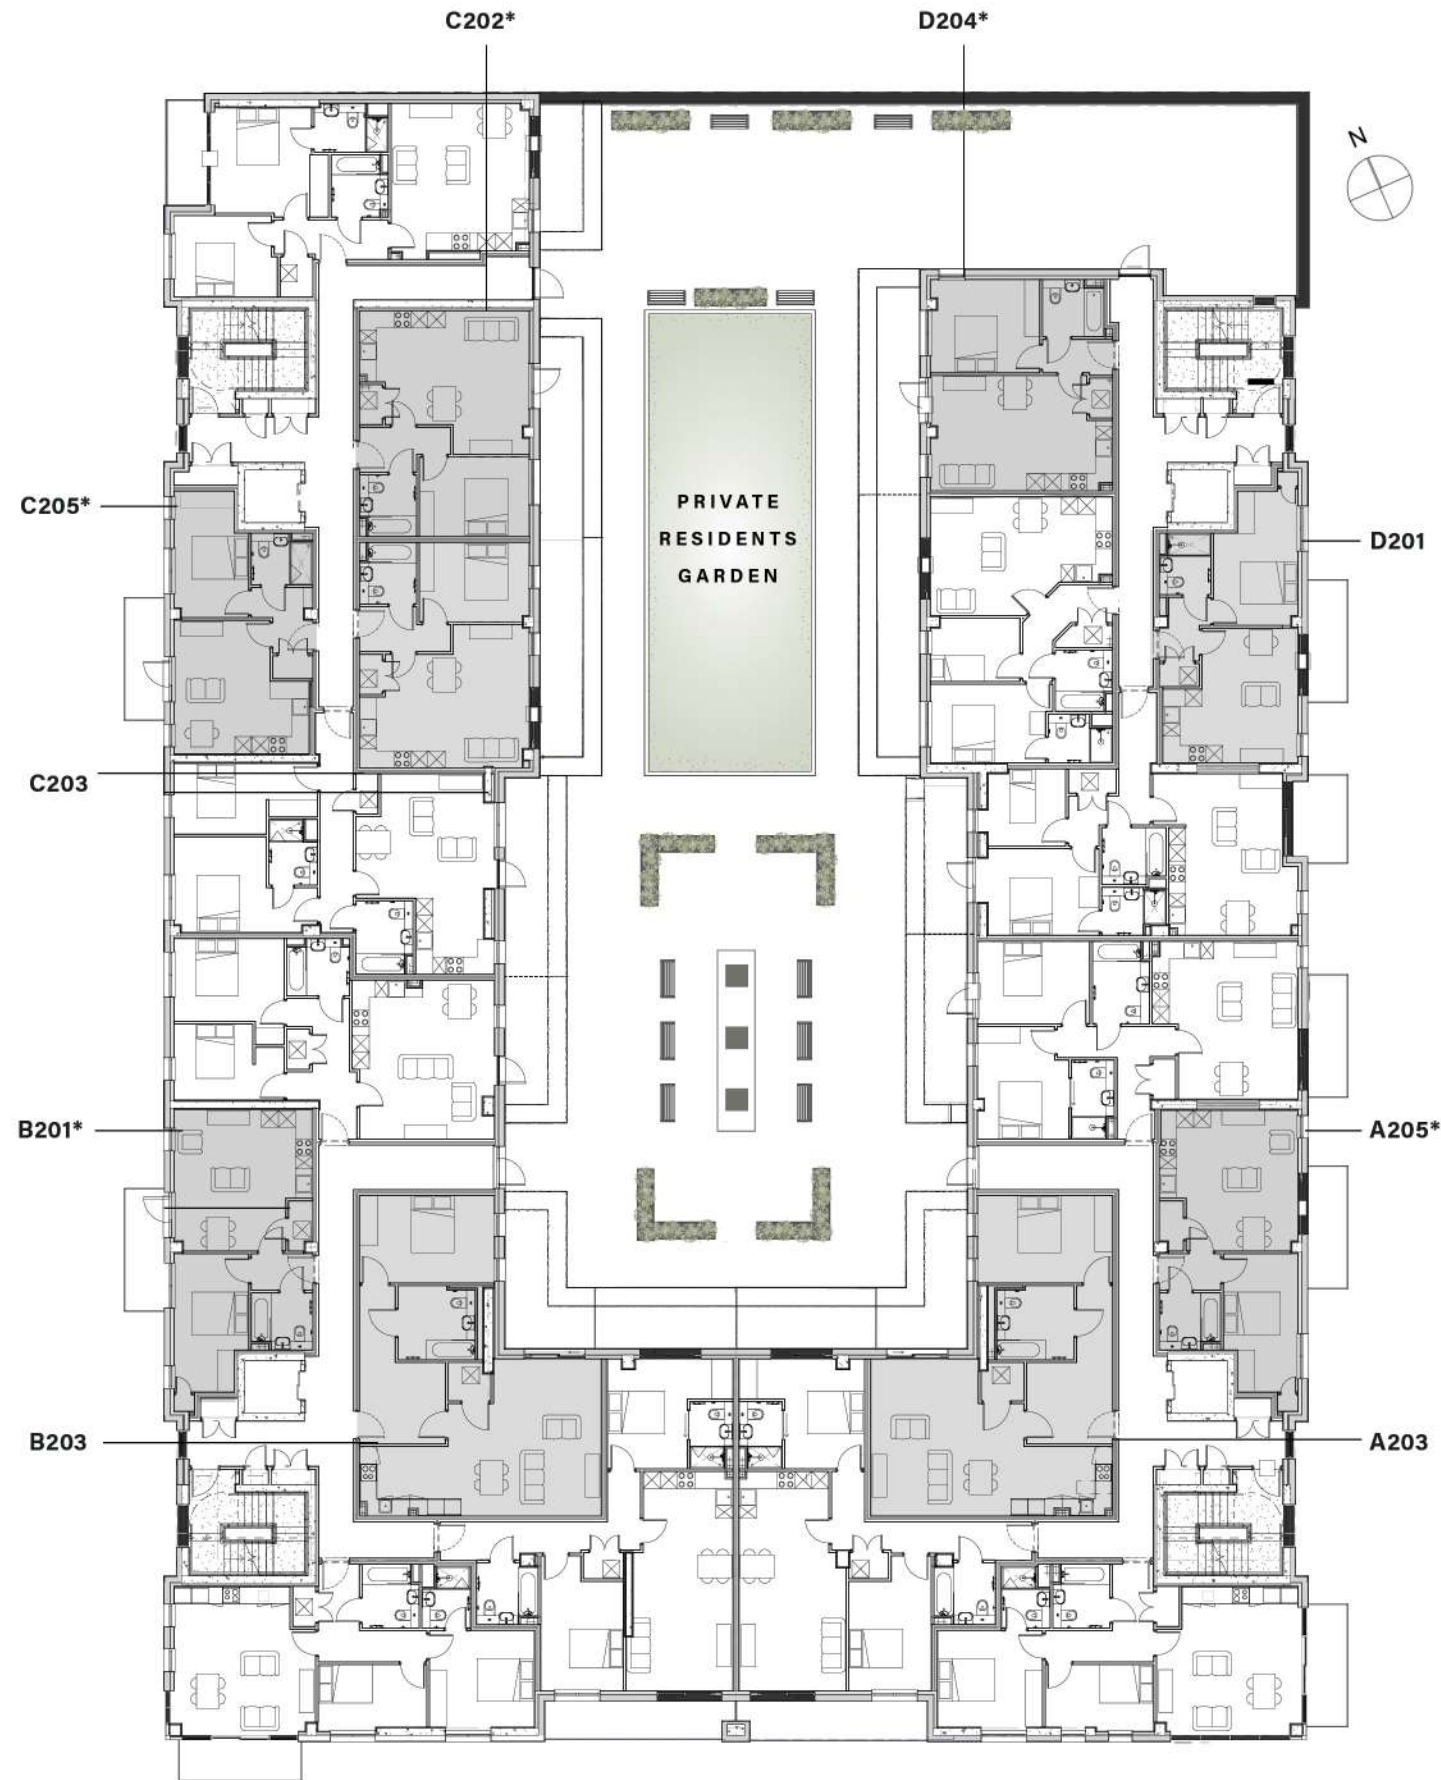 C202*
D204*
N
C205*
PRIVATE
RESIDENTS
GARDEN
D201
C203
B201*
A205*
B203
A203